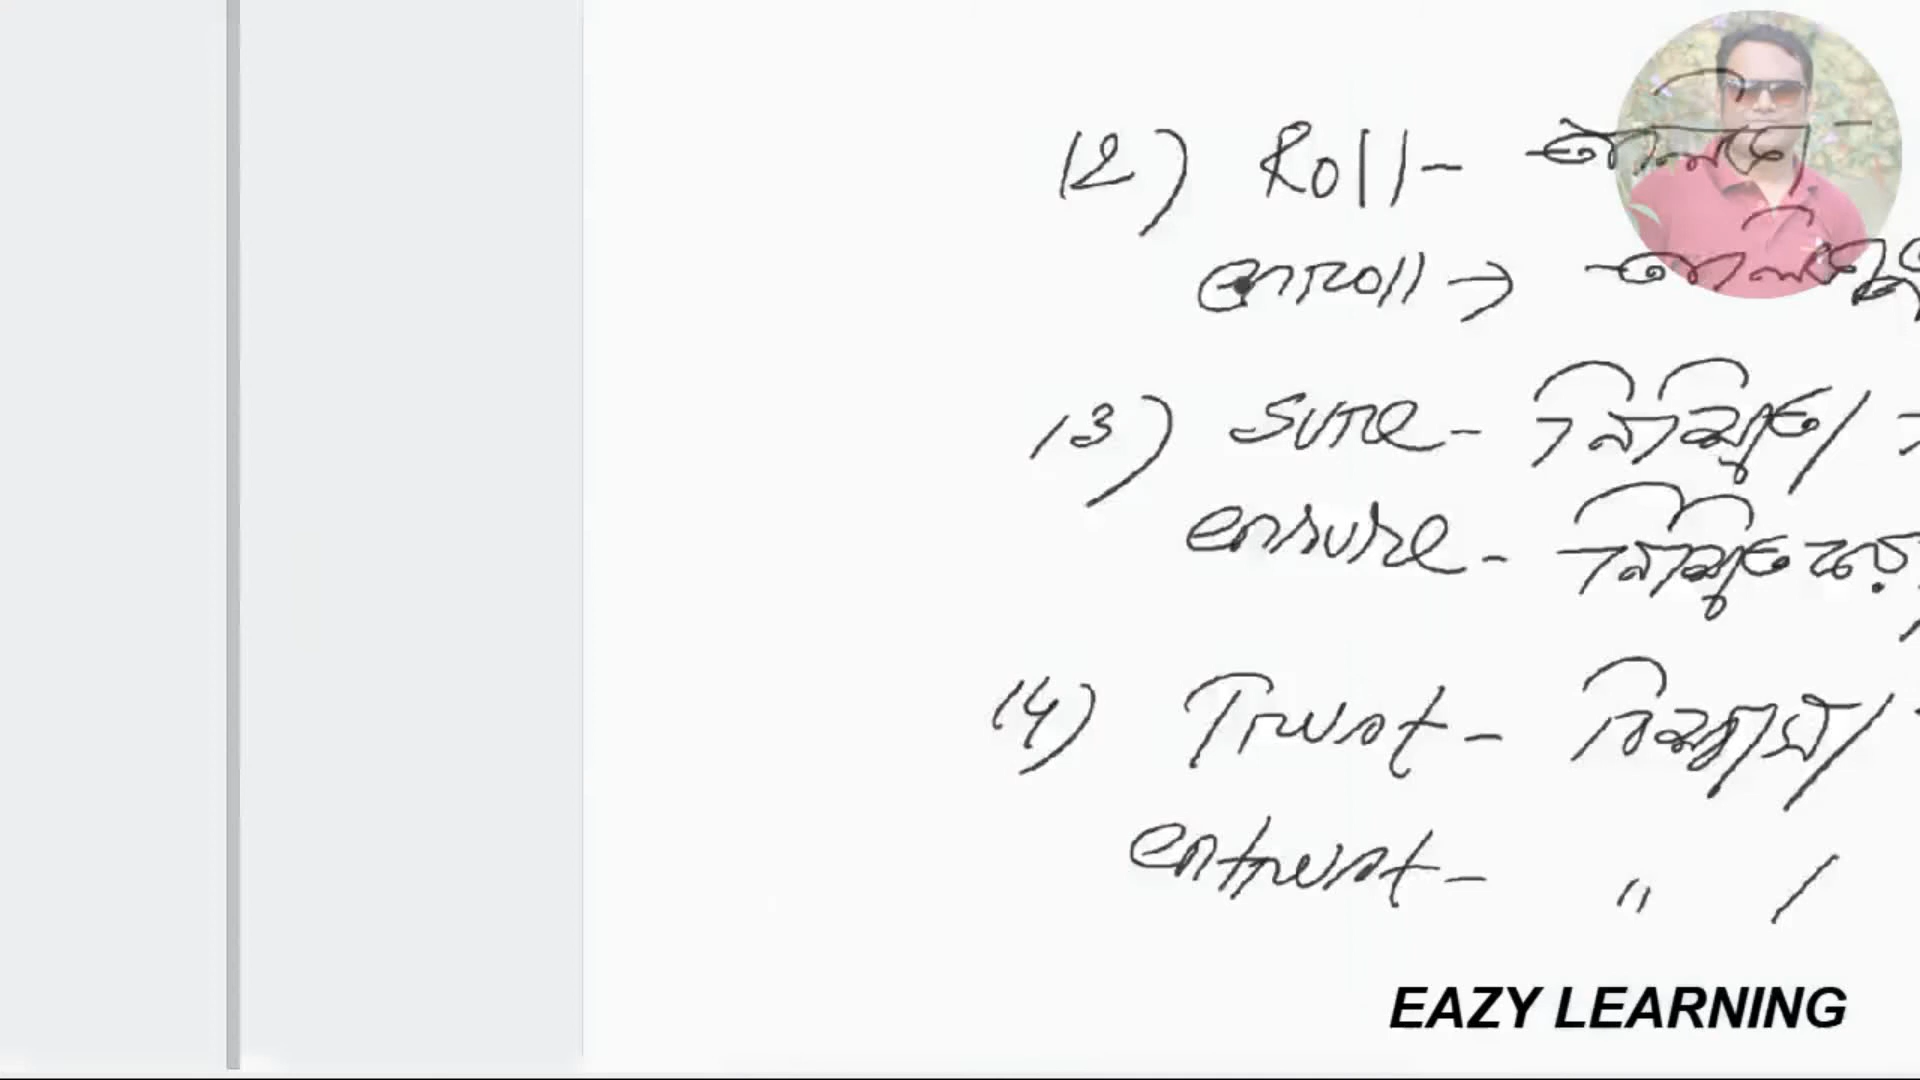 12) Roll - তালিকা
enroll →
13) Sure - নিশ্চিত /
ensure - নিশ্চিত করা
14) Trust - বিশ্বাস /
entrust - " /
EAZY LEARNING